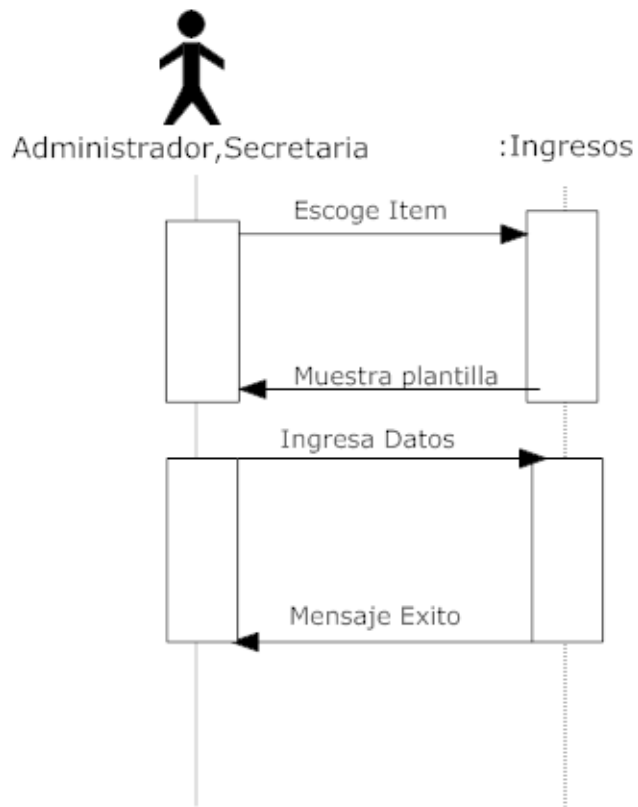 Administrador,Secretaria
:Ingresos
Escoge Item
Muestra plantilla
Ingresa Datos
Mensaje Exito